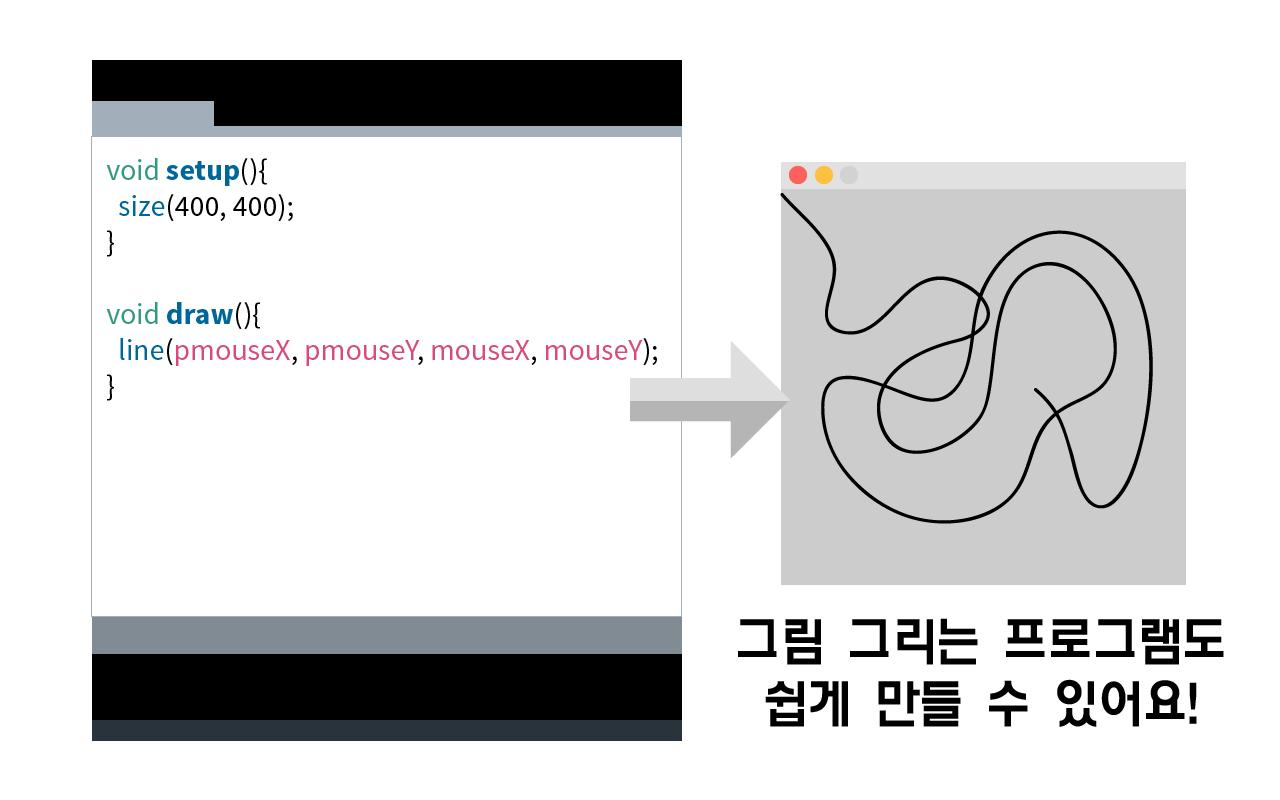 void setup(){
  size(400, 400);
}
void draw(){
  line(pmouseX, pmouseY, mouseX, mouseY);
}
그림 그리는 프로그램도
쉽게 만들 수 있어요!